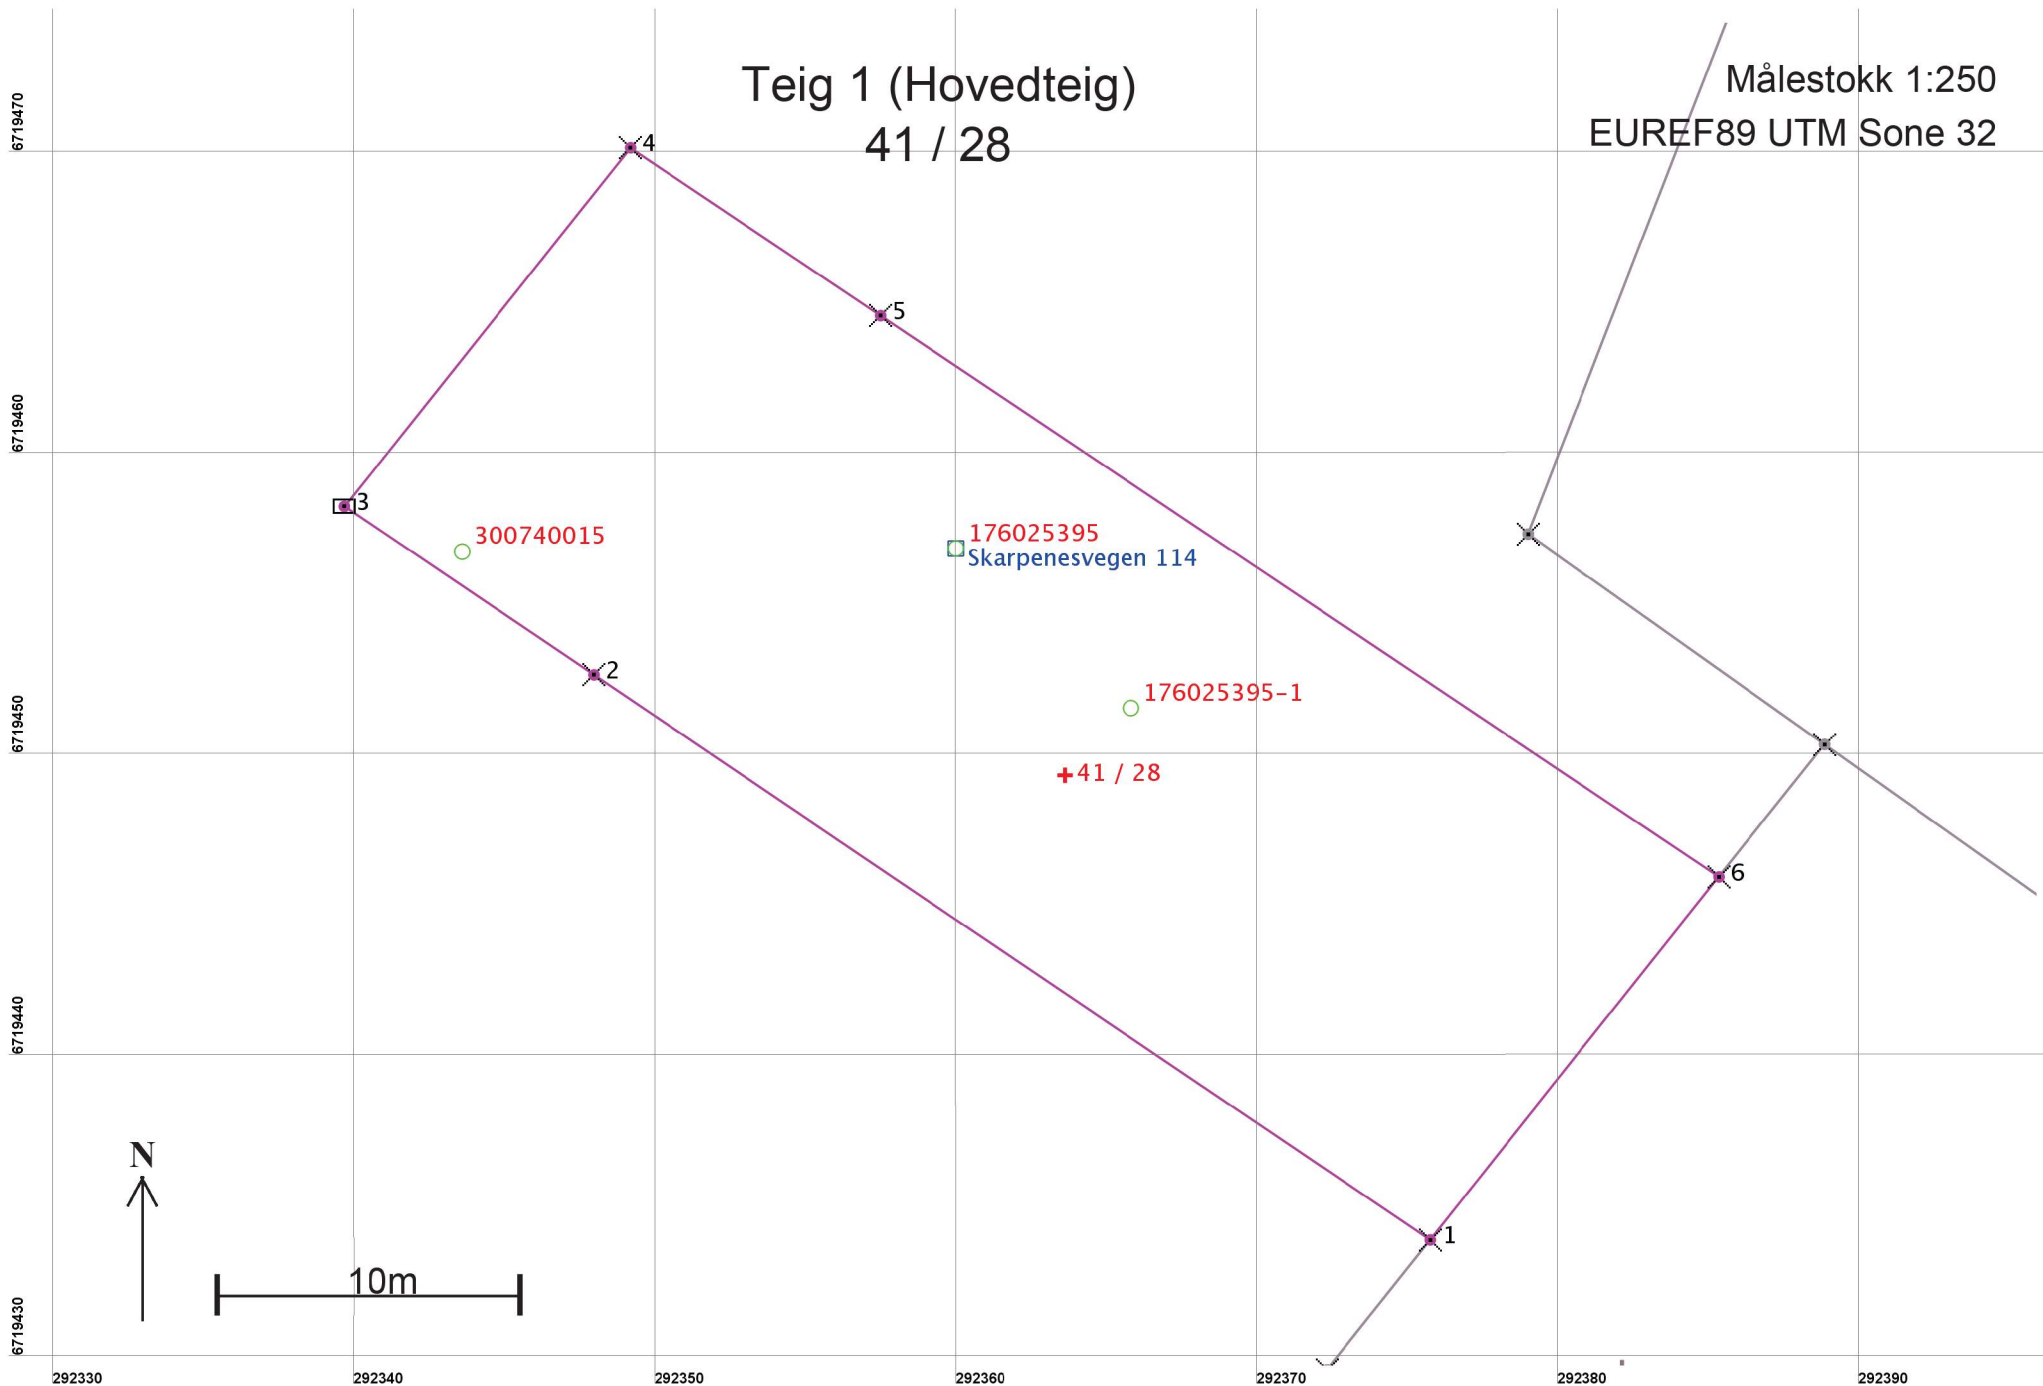 Teig 1 (Hovedteig)
41 / 28
Målestokk 1:250
EUREF89 UTM Sone 32
6719470
4
5
6719460
3
300740015
176025395
Skarpenesvegen 114
2
176025395-1
6719450
41 / 28
6
6719440
1
N
10m
6719430
292330
292340
292350
292360
292370
292380
292390